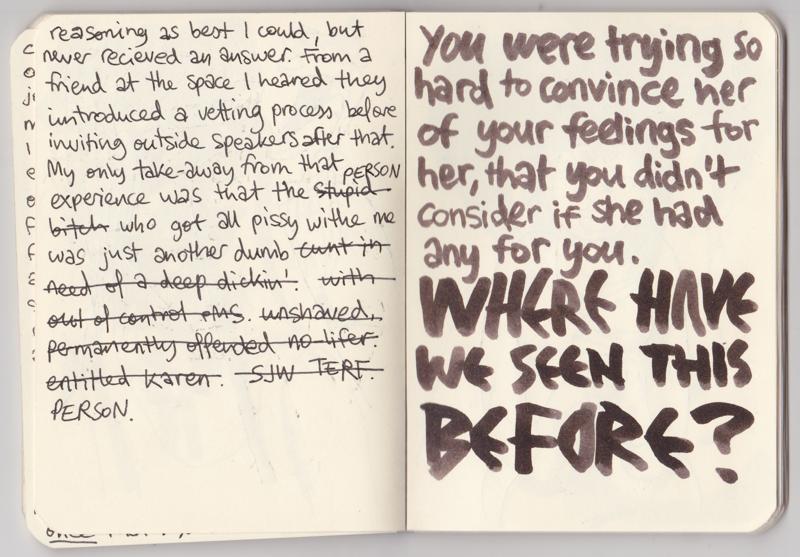 reasoning as best I could, but
never recieved an answer. From a
friend at the space I heared they
introduced a vetting process before
inviting outside speakers after that.
My only take-away from that PERSON
experience was that the stupid
bitch who got all pissy withe me
was just another dumb cunt in
need of a deep dickin'. with
out of control PMS. unshaved,
permanently offended no-lifer.
entitled Karen. SJW TERF.
PERSON.
once
You were trying so
hard to convince her
of your feelings for
her, that you didn't
consider if she had
any for you.
WHERE HAVE
WE SEEN THIS
BEFORE?